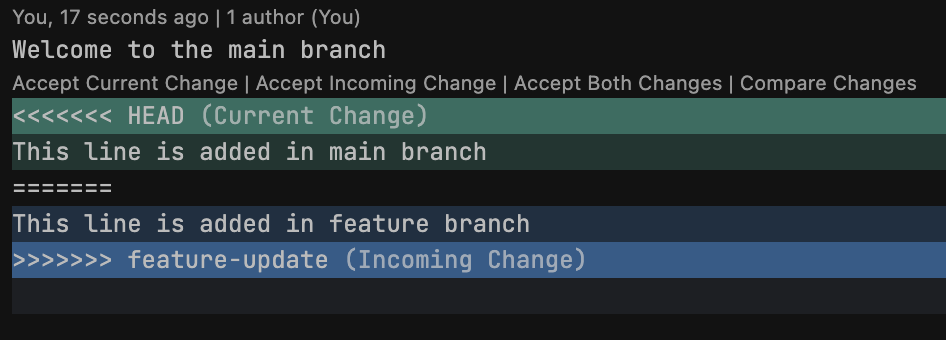 You, 17 seconds ago | 1 author (You)
Welcome to the main branch
Accept Current Change | Accept Incoming Change | Accept Both Changes | Compare Changes
<<<<<<< HEAD (Current Change)
This line is added in main branch
=======
This line is added in feature branch
>>>>>>> feature-update (Incoming Change)